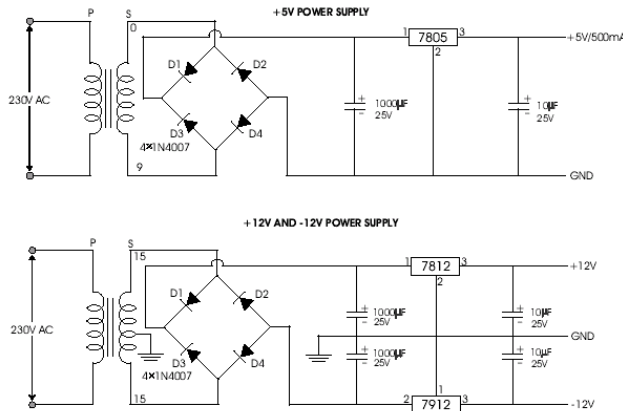 +5V POWER SUPPLY
P S
0
1 7805 3
2
+5V/500mA
D1 D2
230V AC
1000µF
25V
10µF
25V
D3 D4
4×1N4007
9
GND
+12V AND -12V POWER SUPPLY
P S
15
1 7812 3
2
+12V
D1 D2
1000µF
25V
10µF
25V
230V AC
GND
D3 D4
1000µF
25V
10µF
25V
4×1N4007
15
1
2 7912 3
-12V